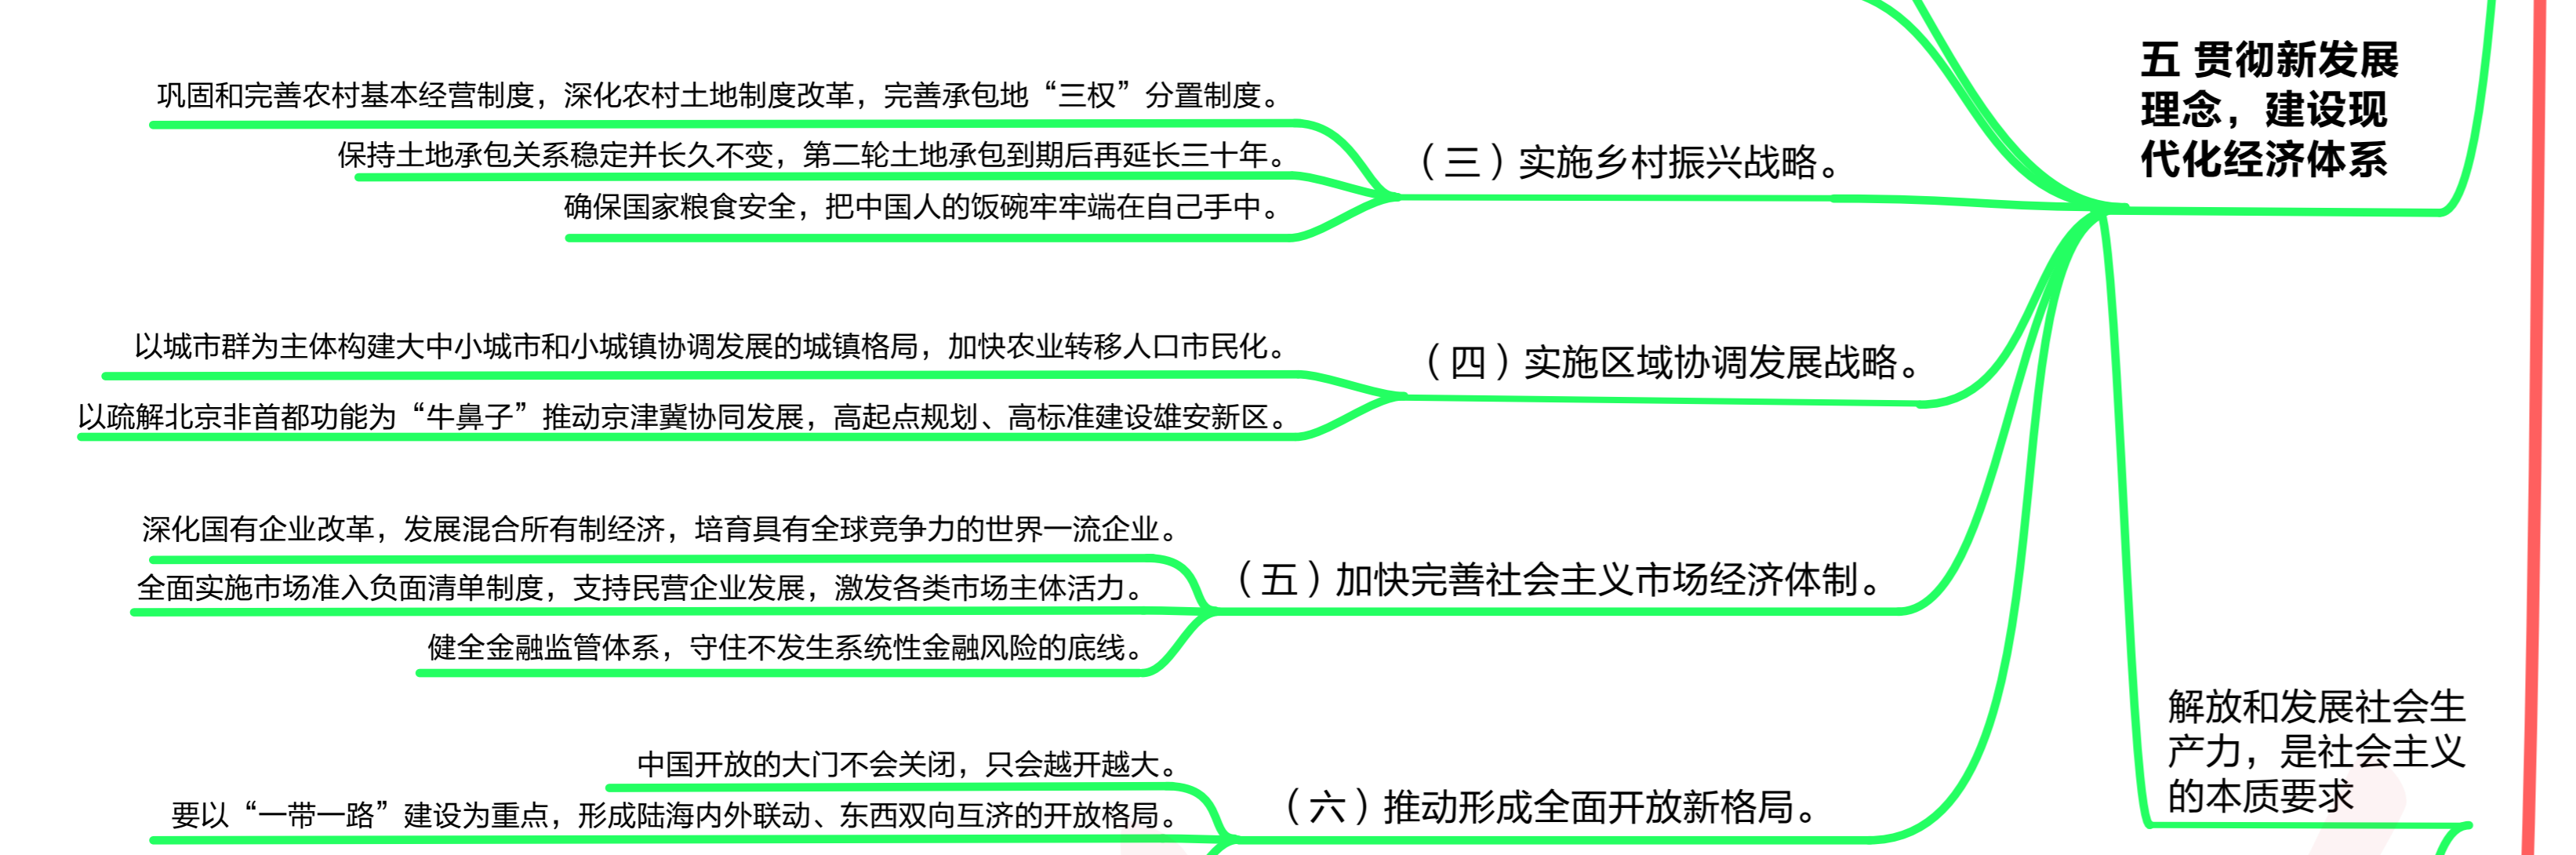 五 贯彻新发展
理念，建设现
代化经济体系
（三）实施乡村振兴战略。
巩固和完善农村基本经营制度，深化农村土地制度改革，完善承包地“三权”分置制度。
保持土地承包关系稳定并长久不变，第二轮土地承包到期后再延长三十年。
确保国家粮食安全，把中国人的饭碗牢牢端在自己手中。
（四）实施区域协调发展战略。
以城市群为主体构建大中小城市和小城镇协调发展的城镇格局，加快农业转移人口市民化。
以疏解北京非首都功能为“牛鼻子”推动京津冀协同发展，高起点规划、高标准建设雄安新区。
（五）加快完善社会主义市场经济体制。
深化国有企业改革，发展混合所有制经济，培育具有全球竞争力的世界一流企业。
全面实施市场准入负面清单制度，支持民营企业发展，激发各类市场主体活力。
健全金融监管体系，守住不发生系统性金融风险的底线。
（六）推动形成全面开放新格局。
中国开放的大门不会关闭，只会越开越大。
要以“一带一路”建设为重点，形成陆海内外联动、东西双向互济的开放格局。
解放和发展社会生
产力，是社会主义
的本质要求